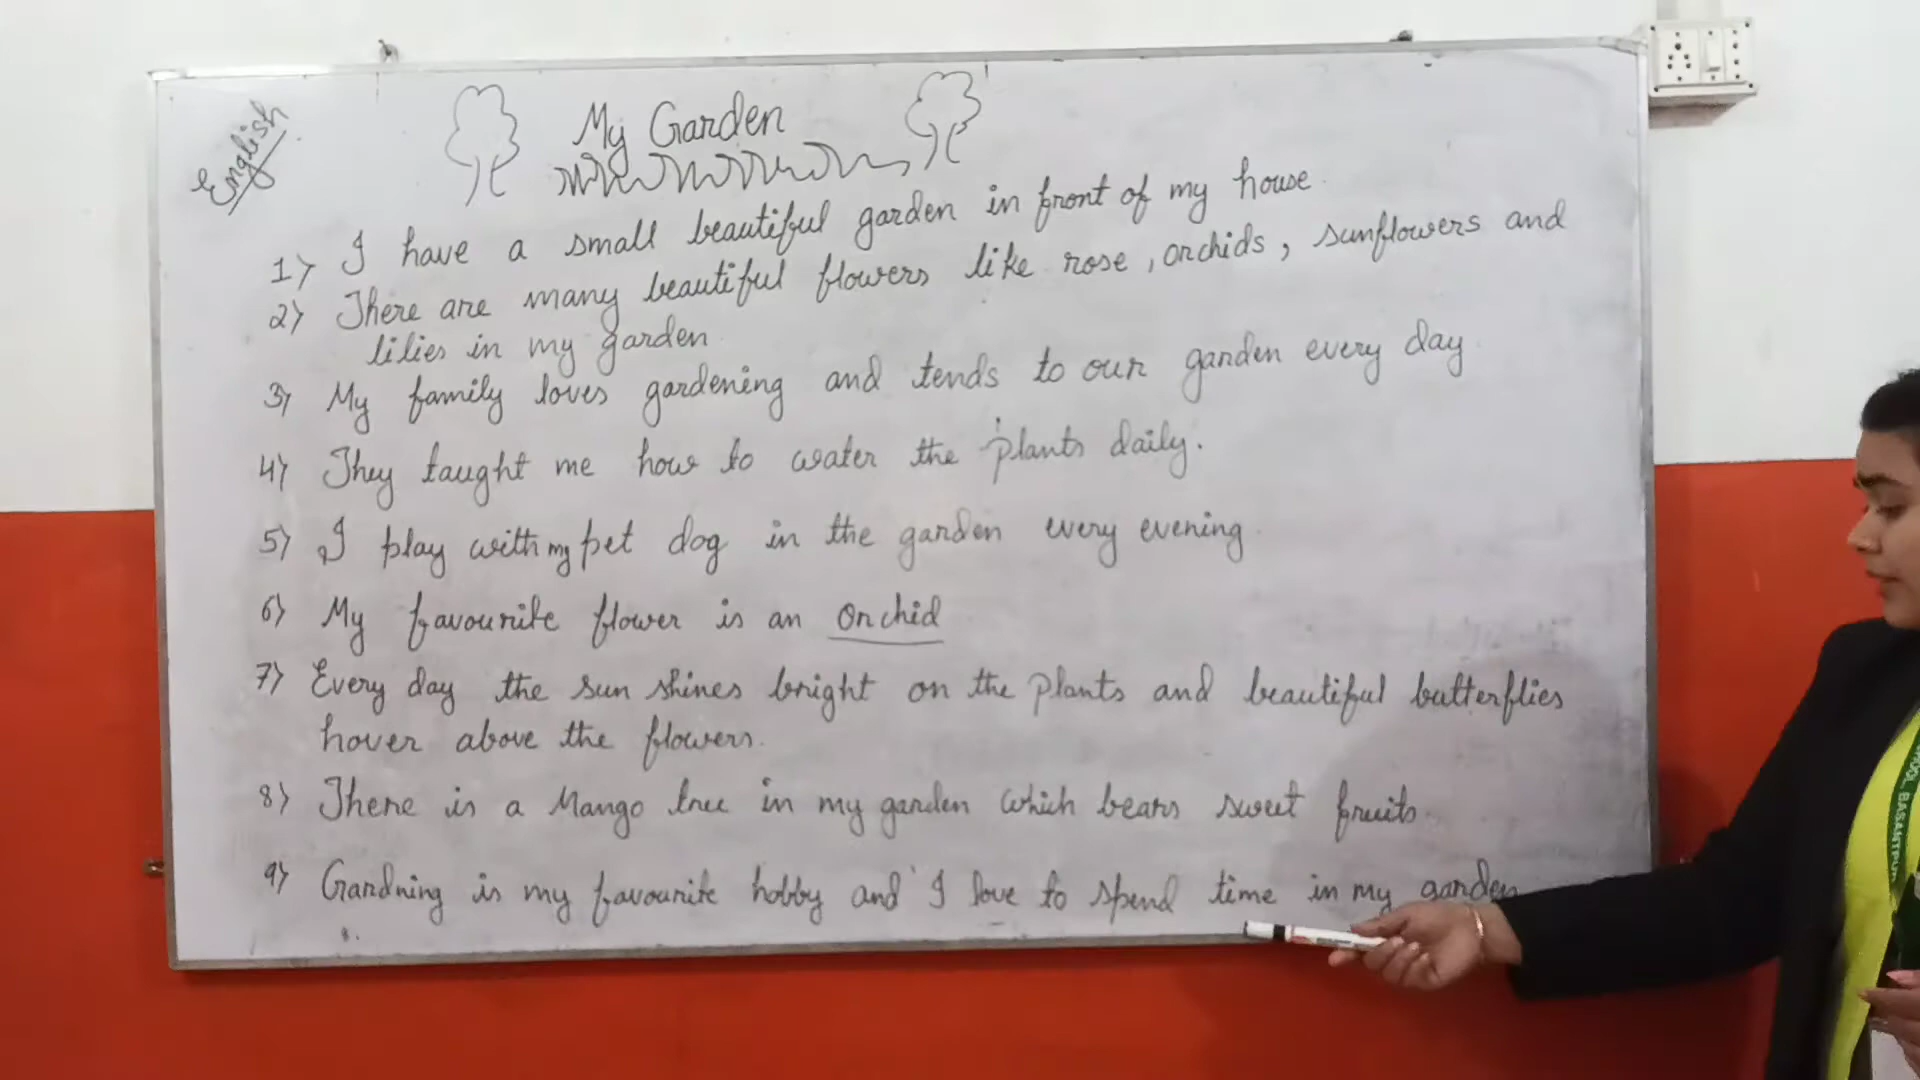 English
My Garden
1) I have a small beautiful garden in front of my house.
2) There are many beautiful flowers like rose, orchids, sunflowers and
lilies in my garden.
3) My family loves gardening and tends to our garden every day.
4) They taught me how to water the plants daily.
5) I play with my pet dog in the garden every evening.
6) My favourite flower is an Orchid
7) Every day the sun shines bright on the plants and beautiful butterflies
hover above the flowers.
8) There is a Mango tree in my garden which bears sweet fruits.
9) Gardning is my favourite hobby and I love to spend time in my garden
BASANTPUR